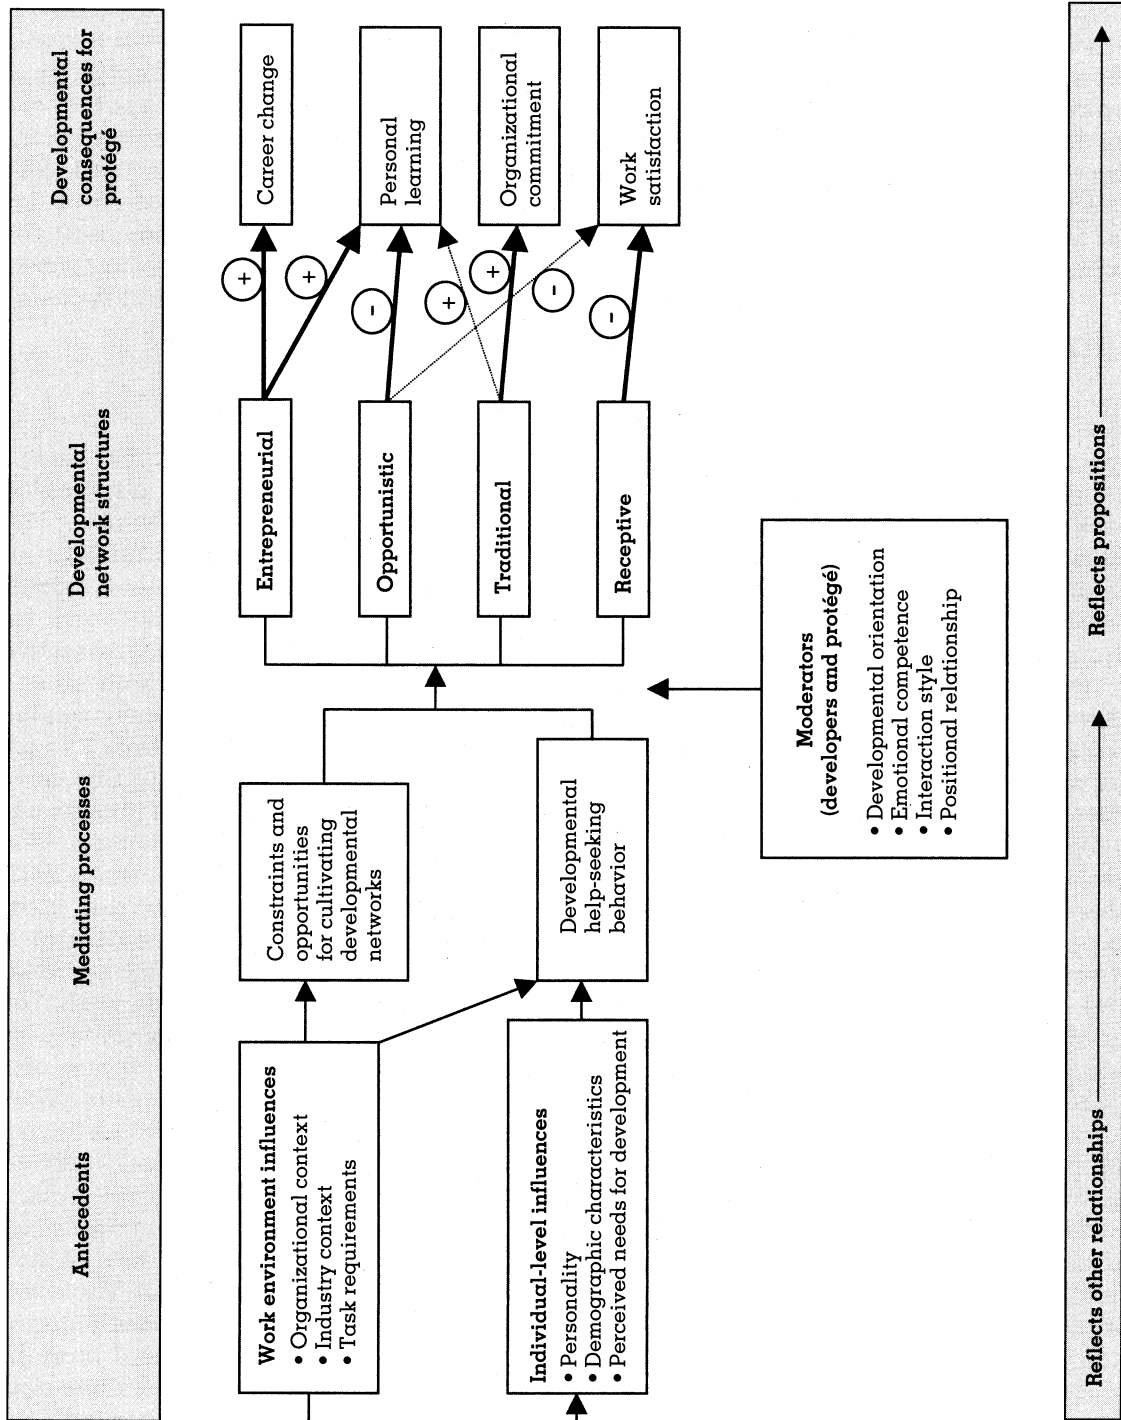 Antecedents
Mediating processes
Developmental
network structures
Developmental
consequences for
protégé
Work environment influences
• Organizational context
• Industry context
• Task requirements
Individual-level influences
• Personality
• Demographic characteristics
• Perceived needs for development
Constraints and
opportunities
for cultivating
developmental
networks
Developmental
help-seeking
behavior
Moderators
(developers and protégé)
• Developmental orientation
• Emotional competence
• Interaction style
• Positional relationship
Entrepreneurial
Opportunistic
Traditional
Receptive
+
+
-
+
+
-
-
Career change
Personal
learning
Organizational
commitment
Work
satisfaction
Reflects other relationships
Reflects propositions